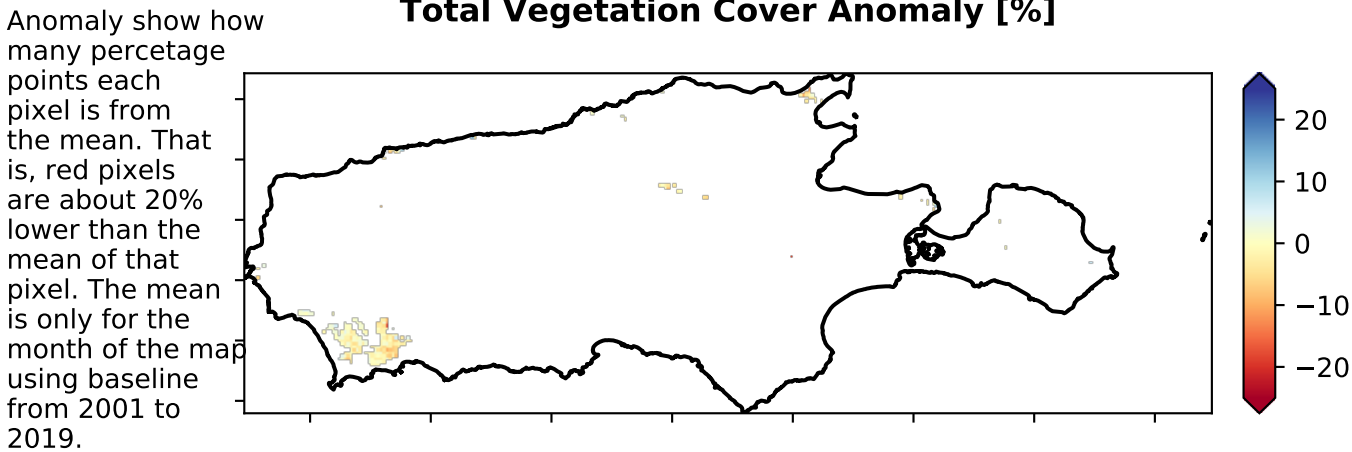 Total Vegetation Cover Anomaly [%]
Anomaly show how
many percetage
points each
pixel is from
the mean. That
is, red pixels
are about 20%
lower than the
mean of that
pixel. The mean
is only for the
month of the map
using baseline
from 2001 to
2019.
20
10
0
−10
−20